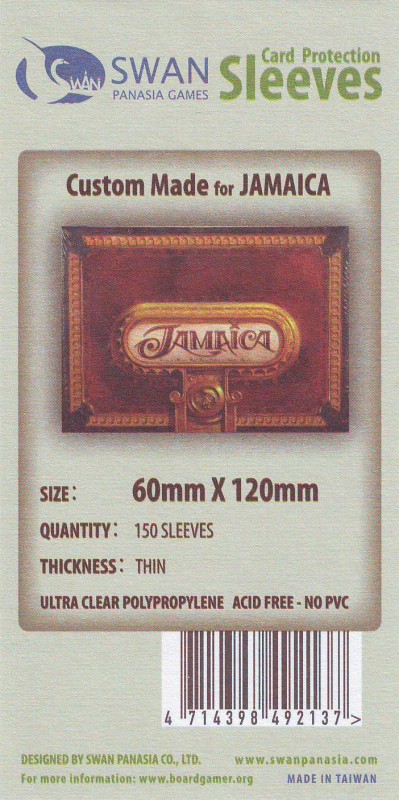 SWAN
SWAN
PANASIA GAMES
Card Protection
Sleeves
Custom Made for JAMAICA
JAMAICA
SIZE: 60mm X 120mm
QUANTITY: 150 SLEEVES
THICKNESS: THIN
ULTRA CLEAR POLYPROPYLENE ACID FREE - NO PVC
4 714398 492137 >
DESIGNED BY SWAN PANASIA CO., LTD. www.swanpanasia.com
For more information: www.boardgamer.org MADE IN TAIWAN